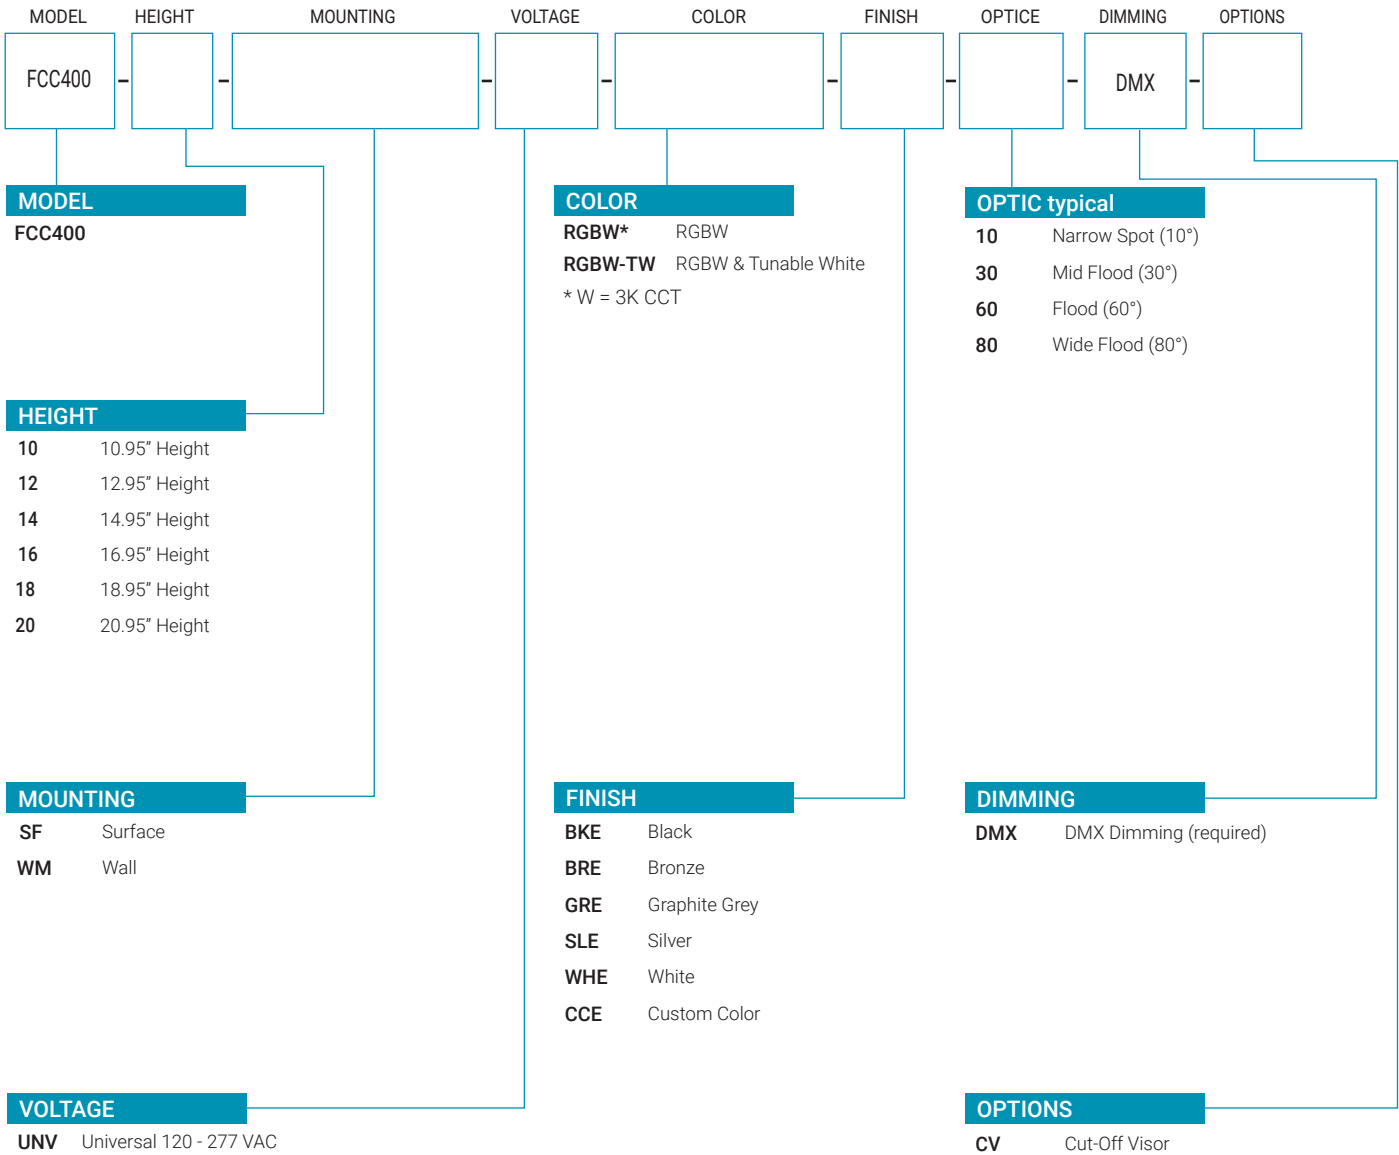 MODEL HEIGHT MOUNTING VOLTAGE COLOR FINISH OPTICE DIMMING OPTIONS
FCC400 - - - - - - - DMX -
MODEL
FCC400
HEIGHT
10 10.95” Height
12 12.95” Height
14 14.95” Height
16 16.95” Height
18 18.95” Height
20 20.95” Height
MOUNTING
SF Surface
WM Wall
VOLTAGE
UNV Universal 120 - 277 VAC
COLOR
RGBW* RGBW
RGBW-TW RGBW & Tunable White
* W = 3K CCT
FINISH
BKE Black
BRE Bronze
GRE Graphite Grey
SLE Silver
WHE White
CCE Custom Color
OPTIC typical
10 Narrow Spot (10°)
30 Mid Flood (30°)
60 Flood (60°)
80 Wide Flood (80°)
DIMMING
DMX DMX Dimming (required)
OPTIONS
CV Cut-Off Visor